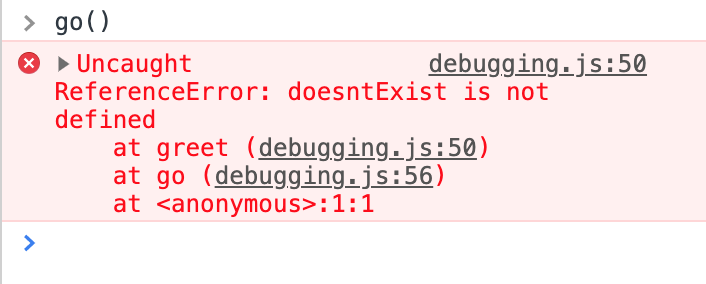 > go()
Uncaught debugging.js:50
ReferenceError: doesntExist is not
defined
at greet (debugging.js:50)
at go (debugging.js:56)
at <anonymous>:1:1
>